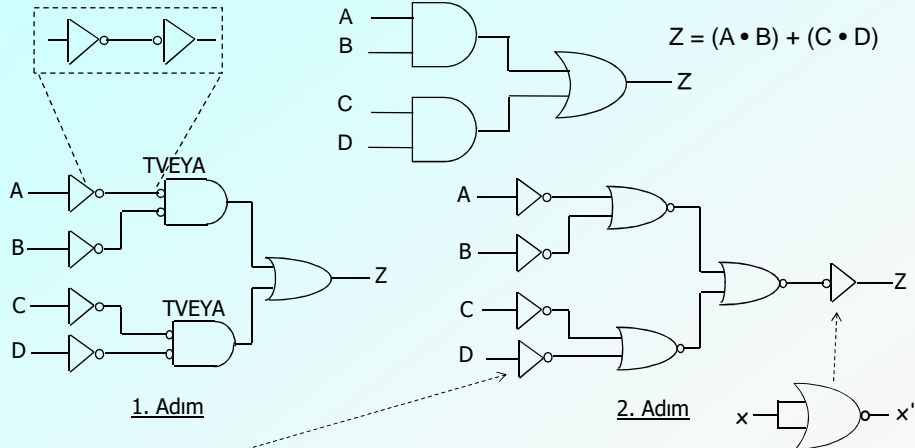 A
B
Z = (A • B) + (C • D)
Z
C
D
TVEYA
A
B
C
TVEYA
D
Z
1. Adım
A
B
C
D
Z
2. Adım
x
x'